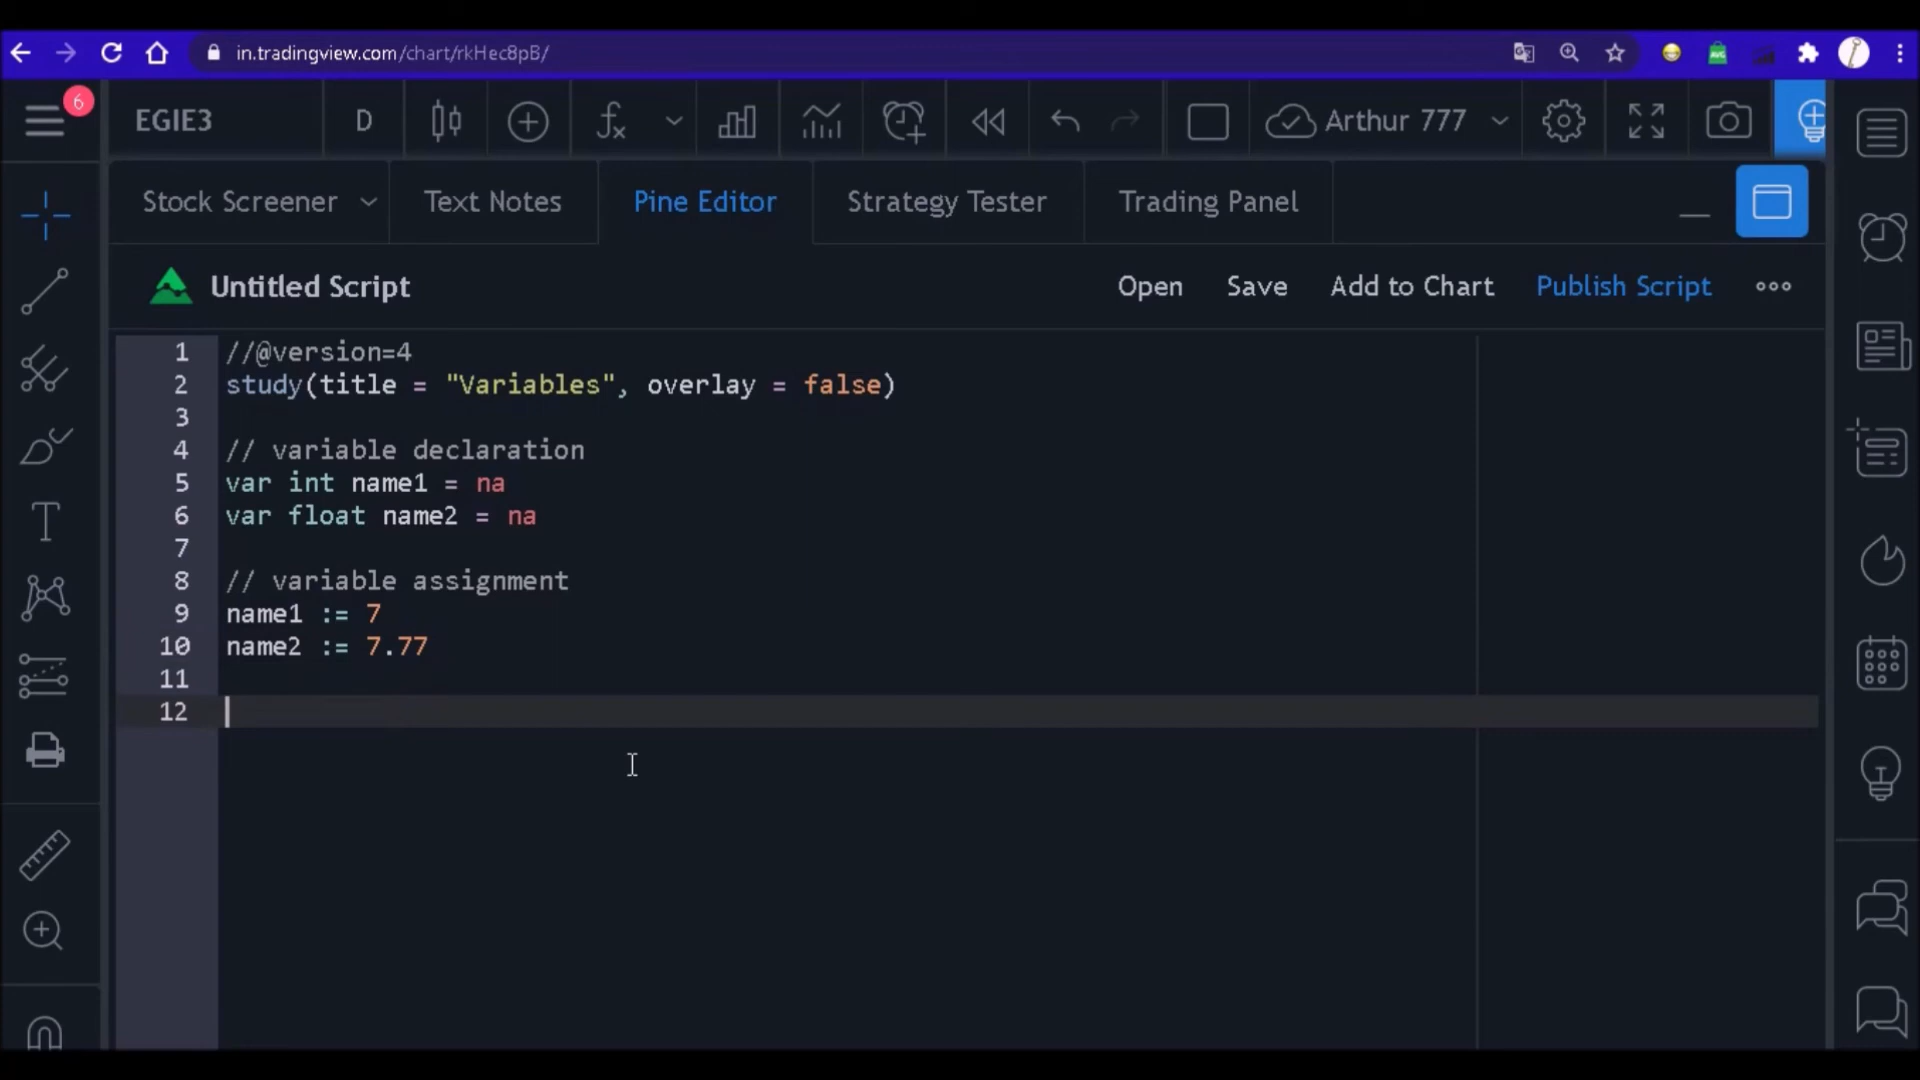 in.tradingview.com/chart/rkHec8pB/
6
EGIE3 D Arthur 777
Stock Screener Text Notes Pine Editor Strategy Tester Trading Panel
Untitled Script Open Save Add to Chart Publish Script
1 //@version=4
2 study(title = "Variables", overlay = false)
3
4 // variable declaration
5 var int name1 = na
6 var float name2 = na
7
8 // variable assignment
9 name1 := 7
10 name2 := 7.77
11
12